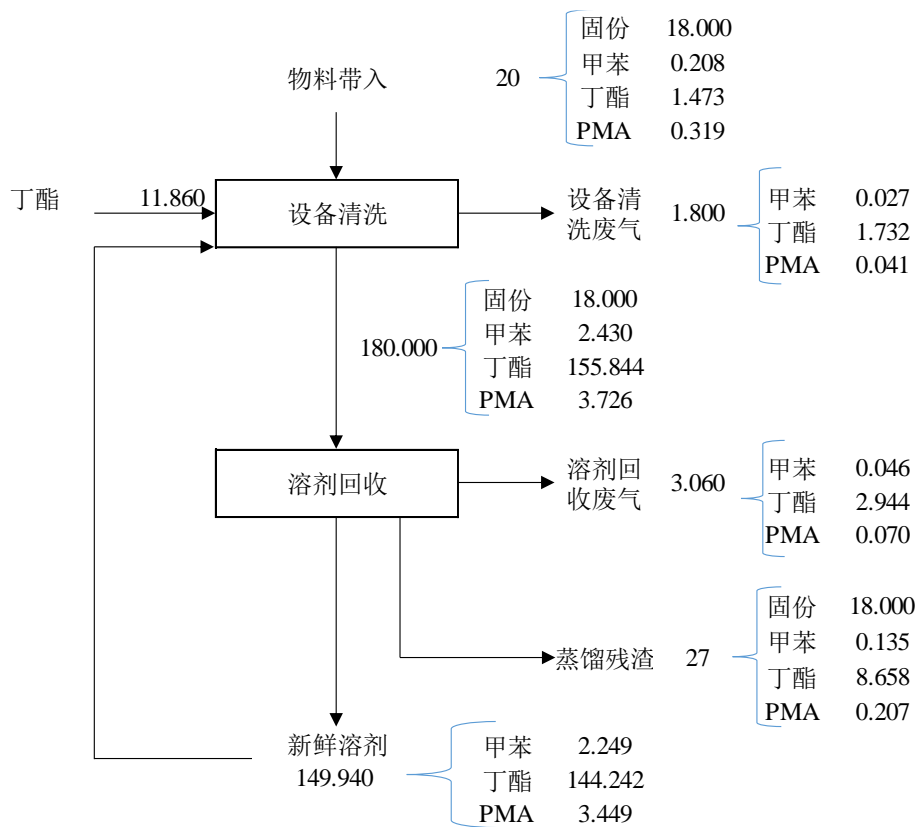 物料带入
20
固份 18.000
甲苯 0.208
丁酯 1.473
PMA 0.319
丁酯 11.860
设备清洗
设备清
洗废气
1.800
甲苯 0.027
丁酯 1.732
PMA 0.041
180.000
固份 18.000
甲苯 2.430
丁酯 155.844
PMA 3.726
溶剂回收
溶剂回
收废气
3.060
甲苯 0.046
丁酯 2.944
PMA 0.070
蒸馏残渣 27
固份 18.000
甲苯 0.135
丁酯 8.658
PMA 0.207
新鲜溶剂
149.940
甲苯 2.249
丁酯 144.242
PMA 3.449